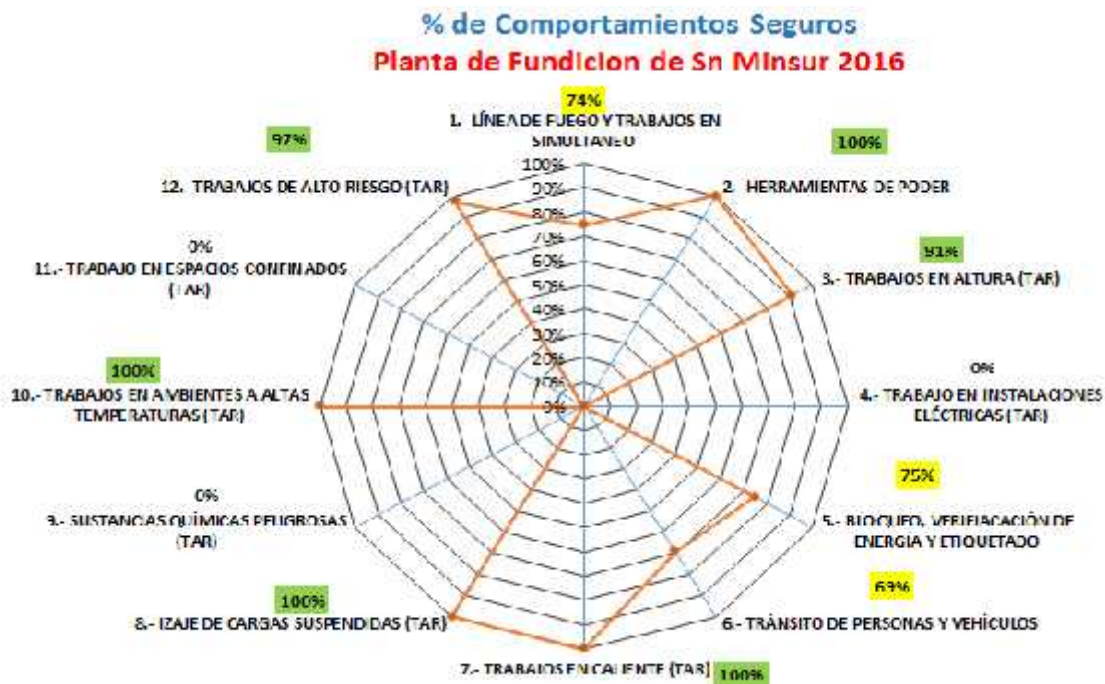 % de Comportamientos Seguros
Planta de Fundicion de Sn Minsur 2016
74%
1. LÍNEA DE FUEGO Y TRABAJOS EN
SIMULTANEO
100%
2. HERRAMIENTAS DE PODER
91%
3.- TRABAJOS EN ALTURA (TAR)
0%
4.- TRABAJO EN INSTALACIONES
ELÉCTRICAS (TAR)
75%
5.- BLOQUEO, VERIFIACACIÓN DE
ENERGIA Y ETIQUETADO
69%
6.- TRÀNSITO DE PERSONAS Y VEHÍCULOS
7.- TRABAJOS EN CALIENTE (TAR)
100%
100%
8.- IZAJE DE CARGAS SUSPENDIDAS (TAR)
0%
9.- SUSTANCIAS QUÍMICAS PELIGROSAS
(TAR)
100%
10.- TRABAJOS EN AMBIENTES A ALTAS
TEMPERATURAS (TAR)
0%
11.- TRABAJO EN ESPACIOS CONFINADOS
(TAR)
97%
12. TRABAJOS DE ALTO RIESGO (TAR)
100%
90%
80%
70%
60%
50%
40%
30%
20%
10%
0%